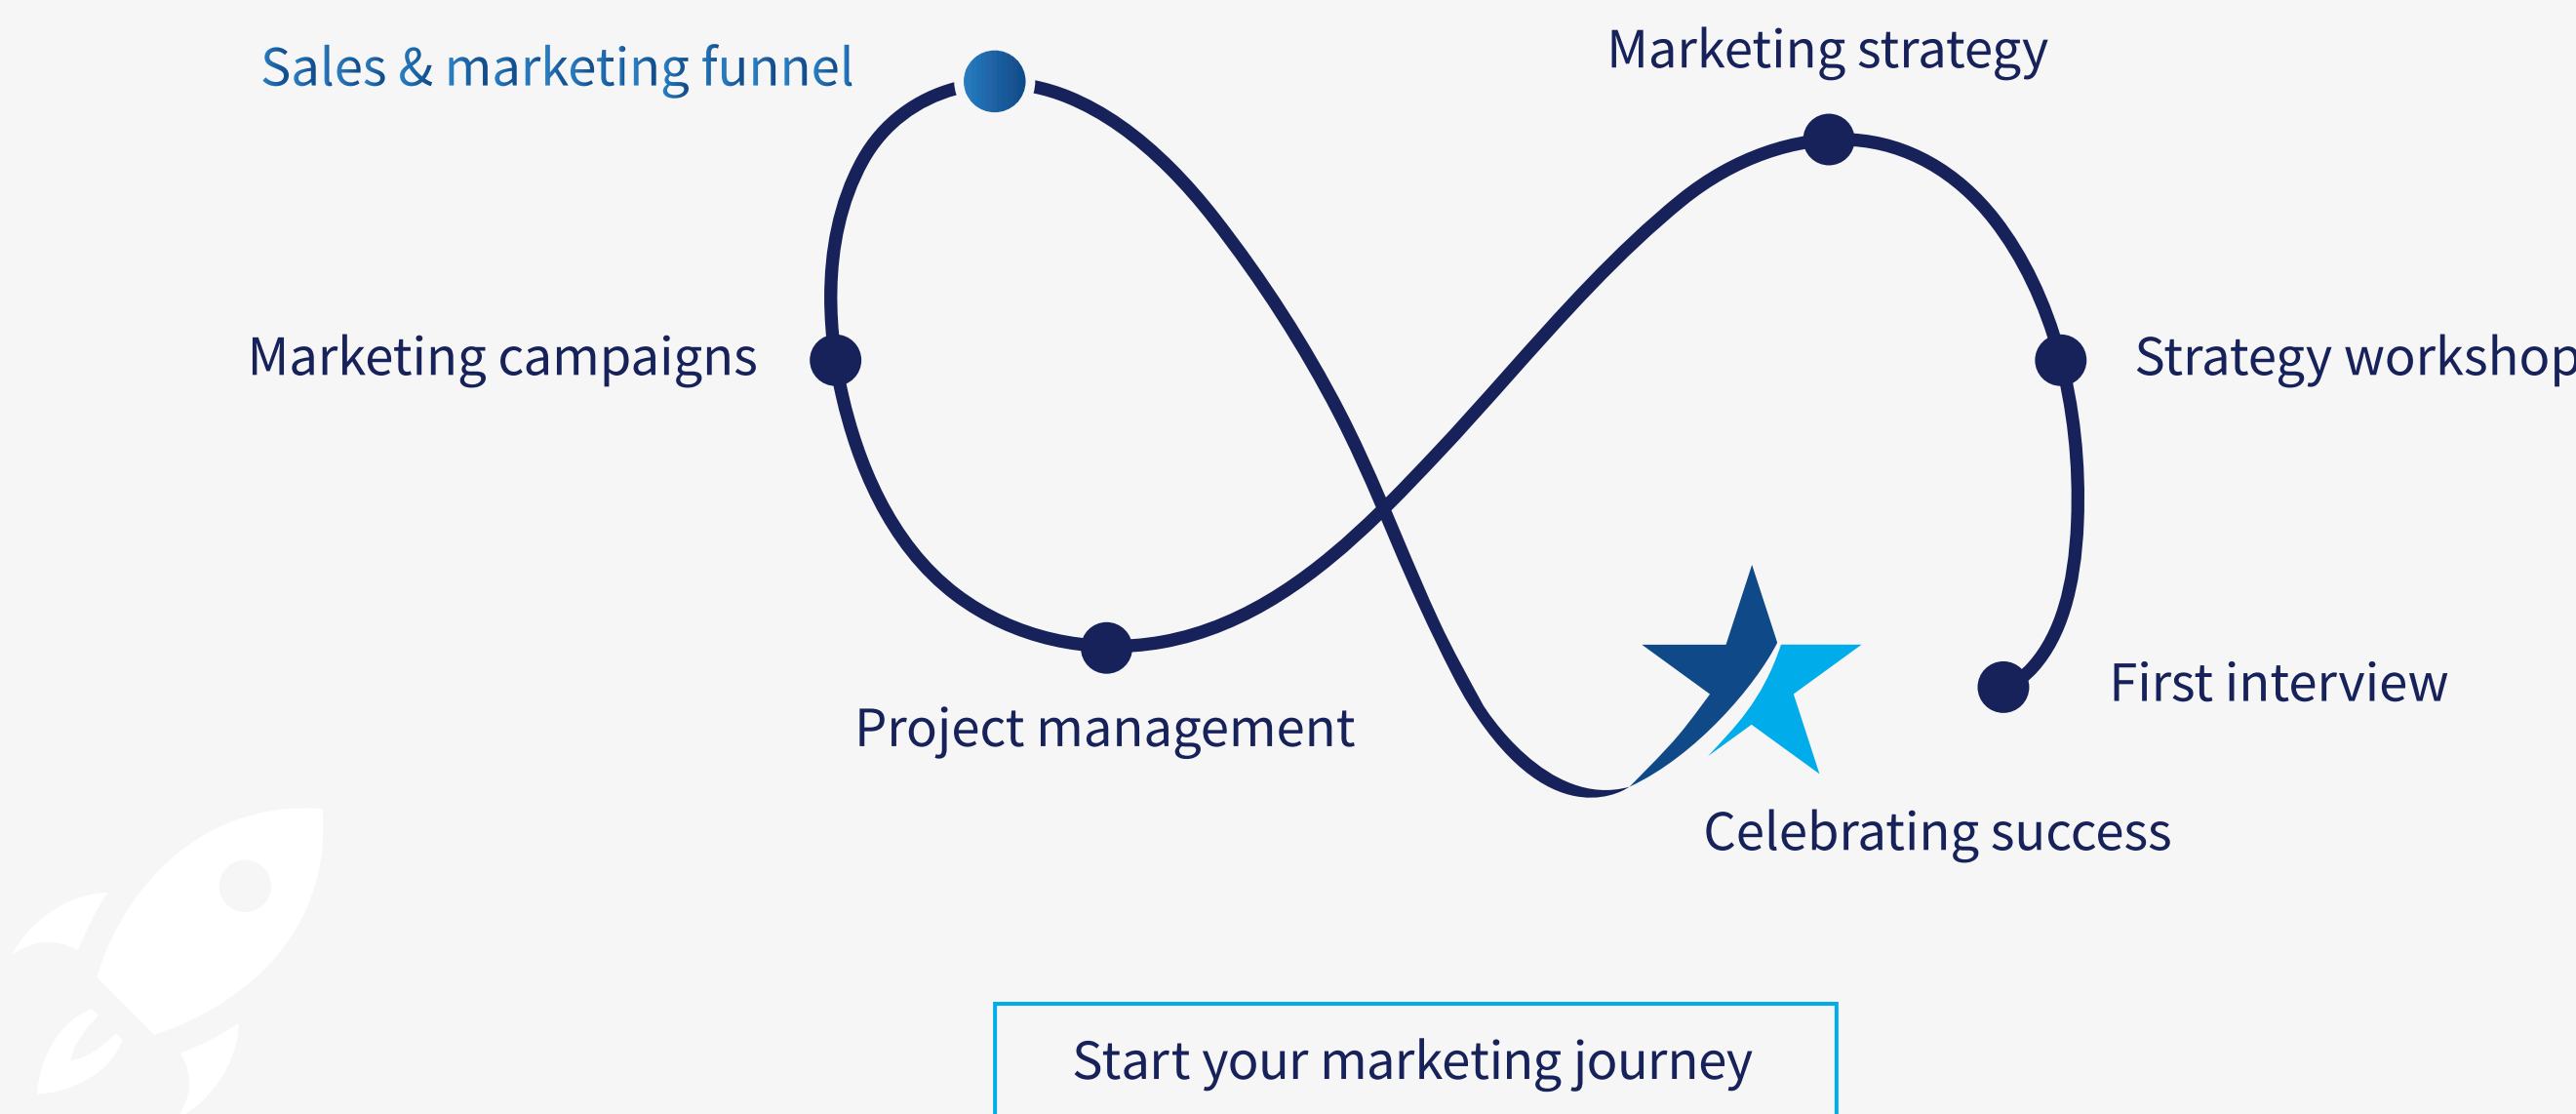 Sales & marketing funnel
Marketing strategy
Marketing campaigns
Strategy workshop
Project management
First interview
Celebrating success
Start your marketing journey